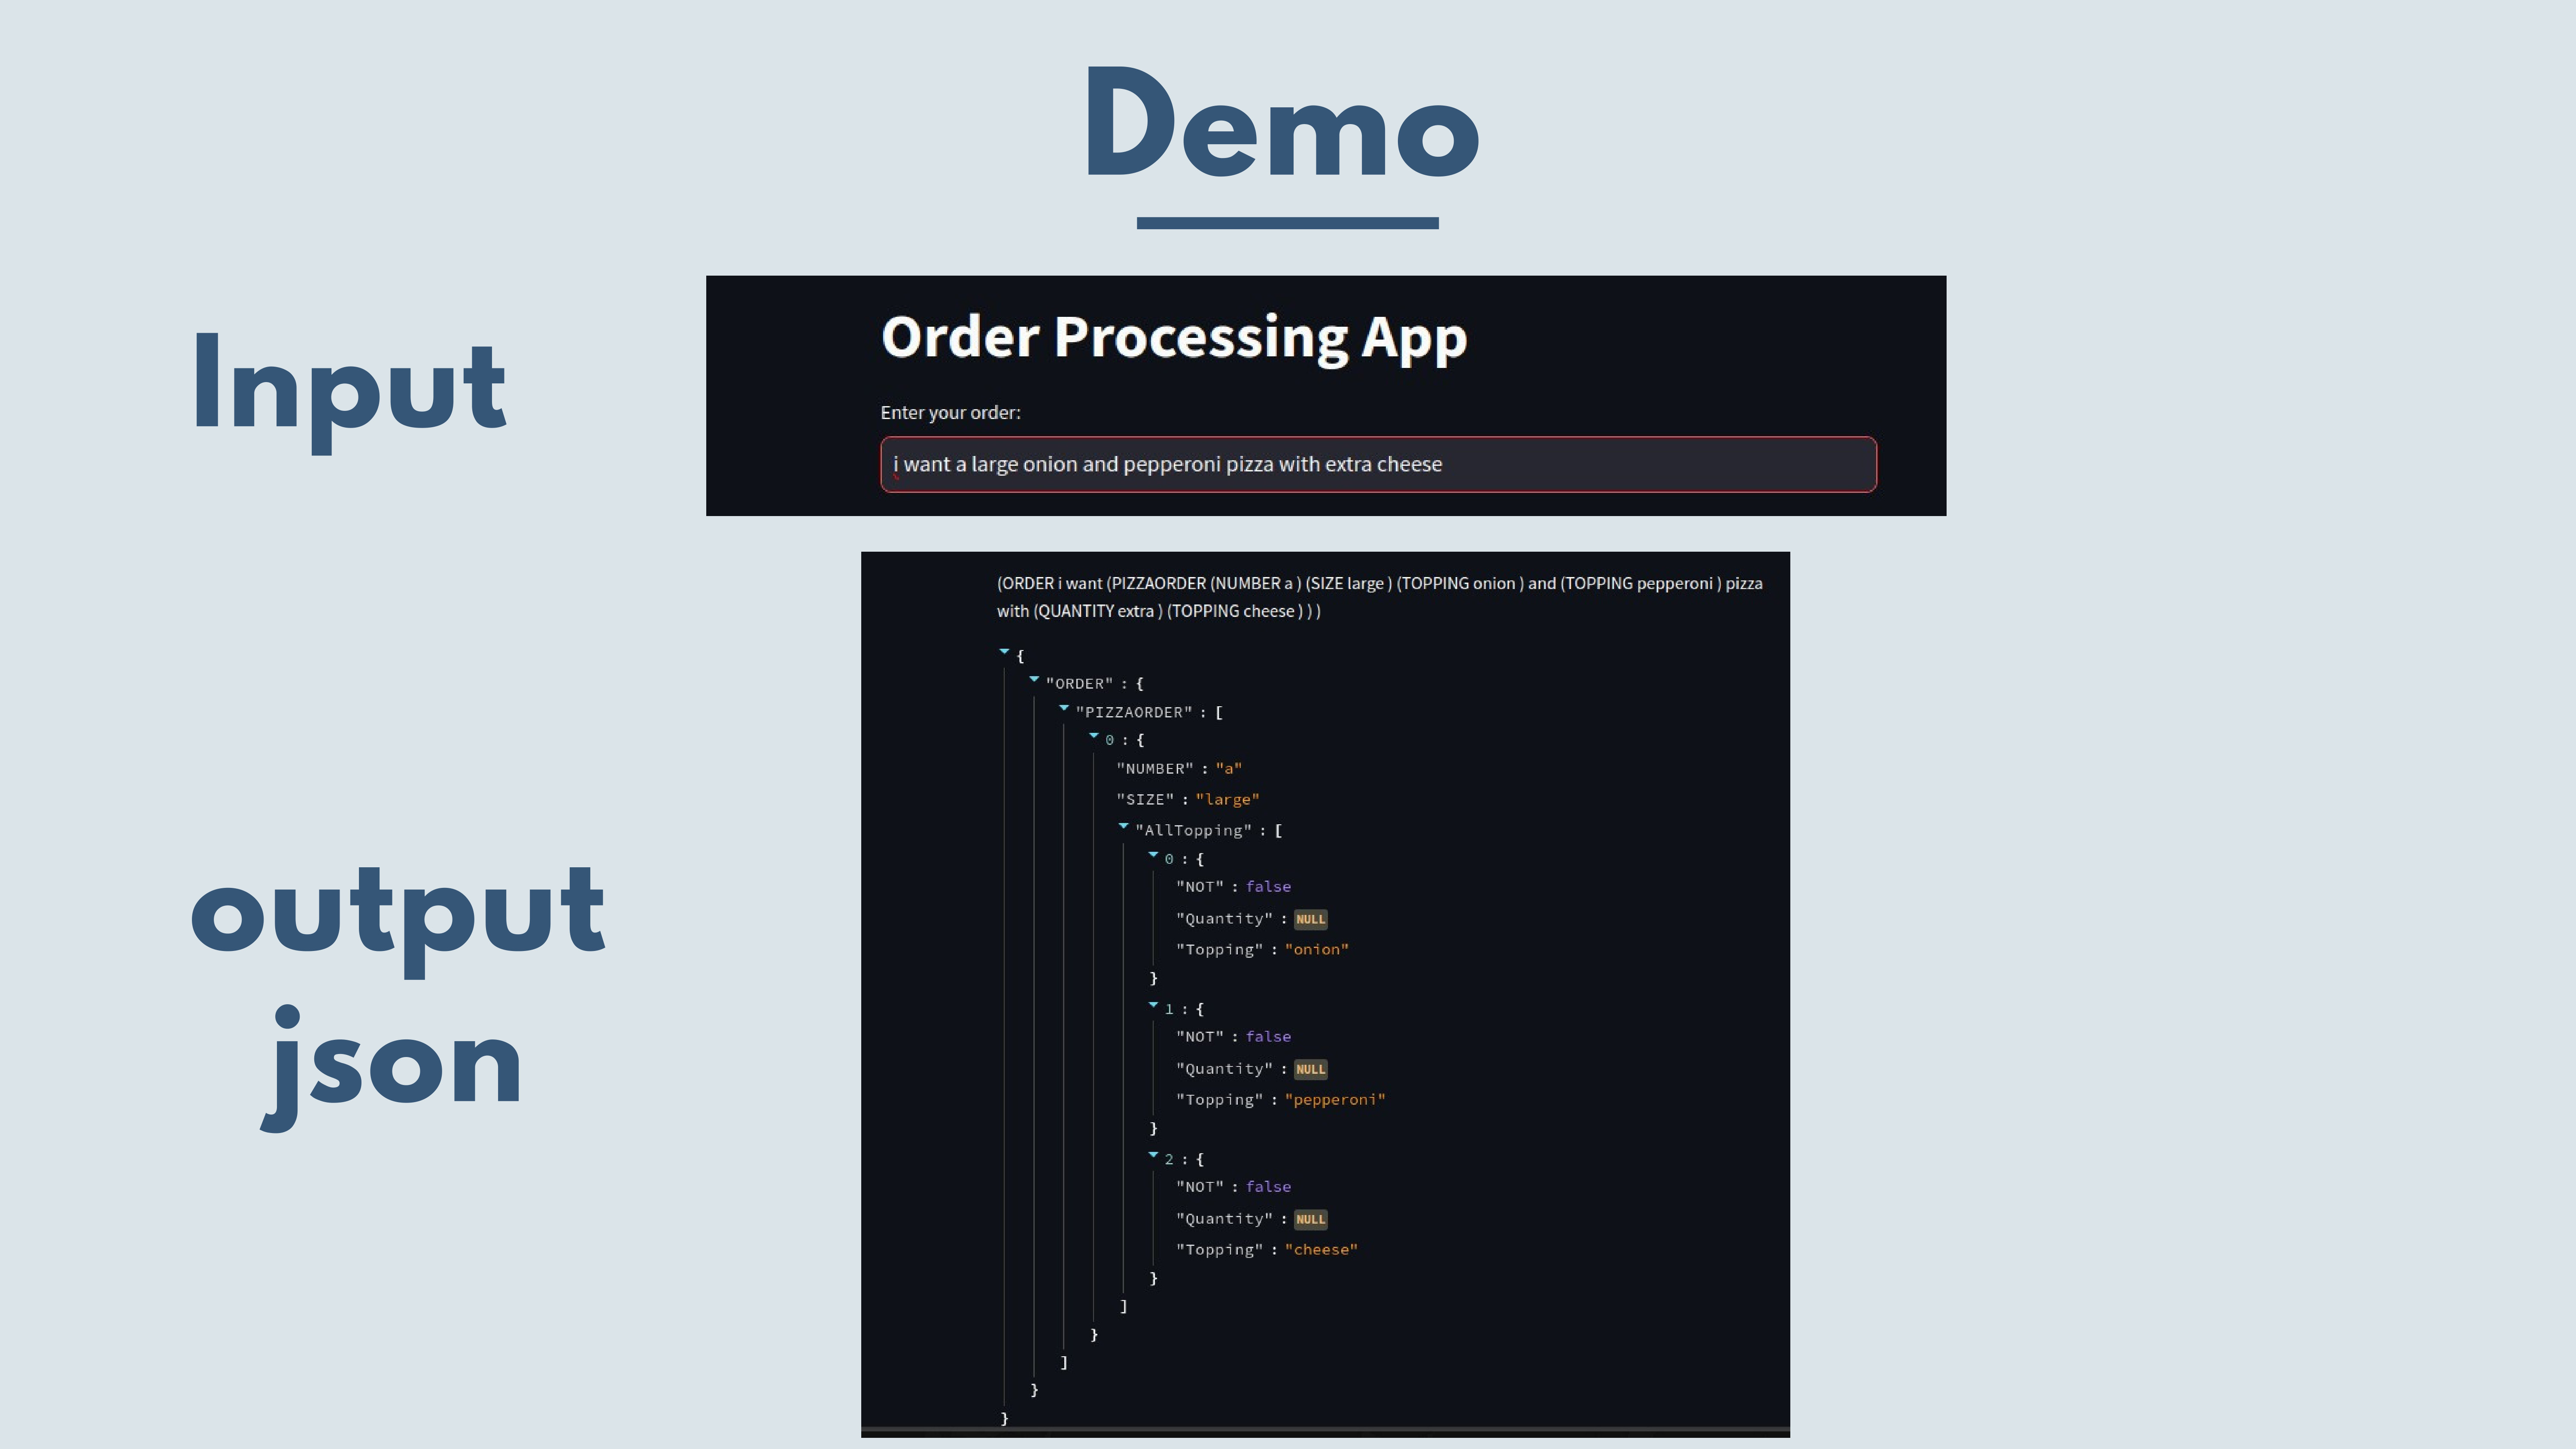 Demo
Input
Order Processing App
Enter your order:
i want a large onion and pepperoni pizza with extra cheese
output
json
(ORDER i want (PIZZAORDER (NUMBER a ) (SIZE large ) (TOPPING onion ) and (TOPPING pepperoni ) pizza
with (QUANTITY extra ) (TOPPING cheese ) ) )
{
"ORDER" : {
"PIZZAORDER" : [
0 : {
"NUMBER" : "a"
"SIZE" : "large"
"AllTopping" : [
0 : {
"NOT" : false
"Quantity" : NULL
"Topping" : "onion"
}
1 : {
"NOT" : false
"Quantity" : NULL
"Topping" : "pepperoni"
}
2 : {
"NOT" : false
"Quantity" : NULL
"Topping" : "cheese"
}
]
}
]
}
}